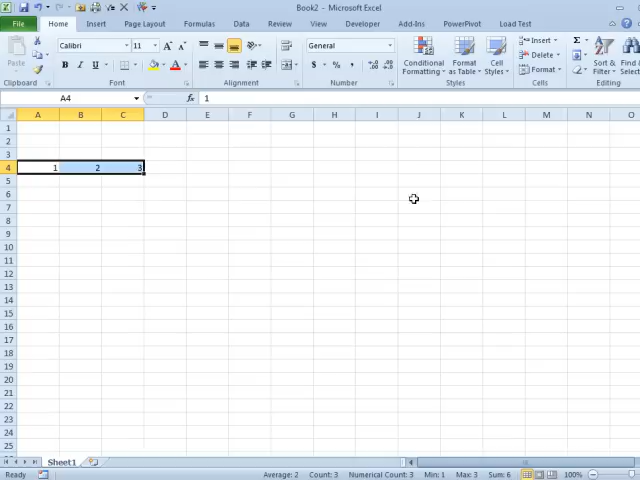 Book2 - Microsoft Excel
File Home Insert Page Layout Formulas Data Review View Developer Add-Ins PowerPivot Load Test
Calibri 11 A A General Insert Σ
Paste B I U A $ % , Conditional Formatting Format as Table Cell Styles Delete Format Sort & Filter Find & Select
Clipboard Font Alignment Number Styles Cells Editing
A4 fx 1
A B C D E F G H I J K L M N O
1
2
3
4 1 2 3
5
6
7
8
9
10
11
12
13
14
15
16
17
18
19
20
21
22
23
24
25
Sheet1
Ready Average: 2 Count: 3 Numerical Count: 3 Min: 1 Max: 3 Sum: 6 100%